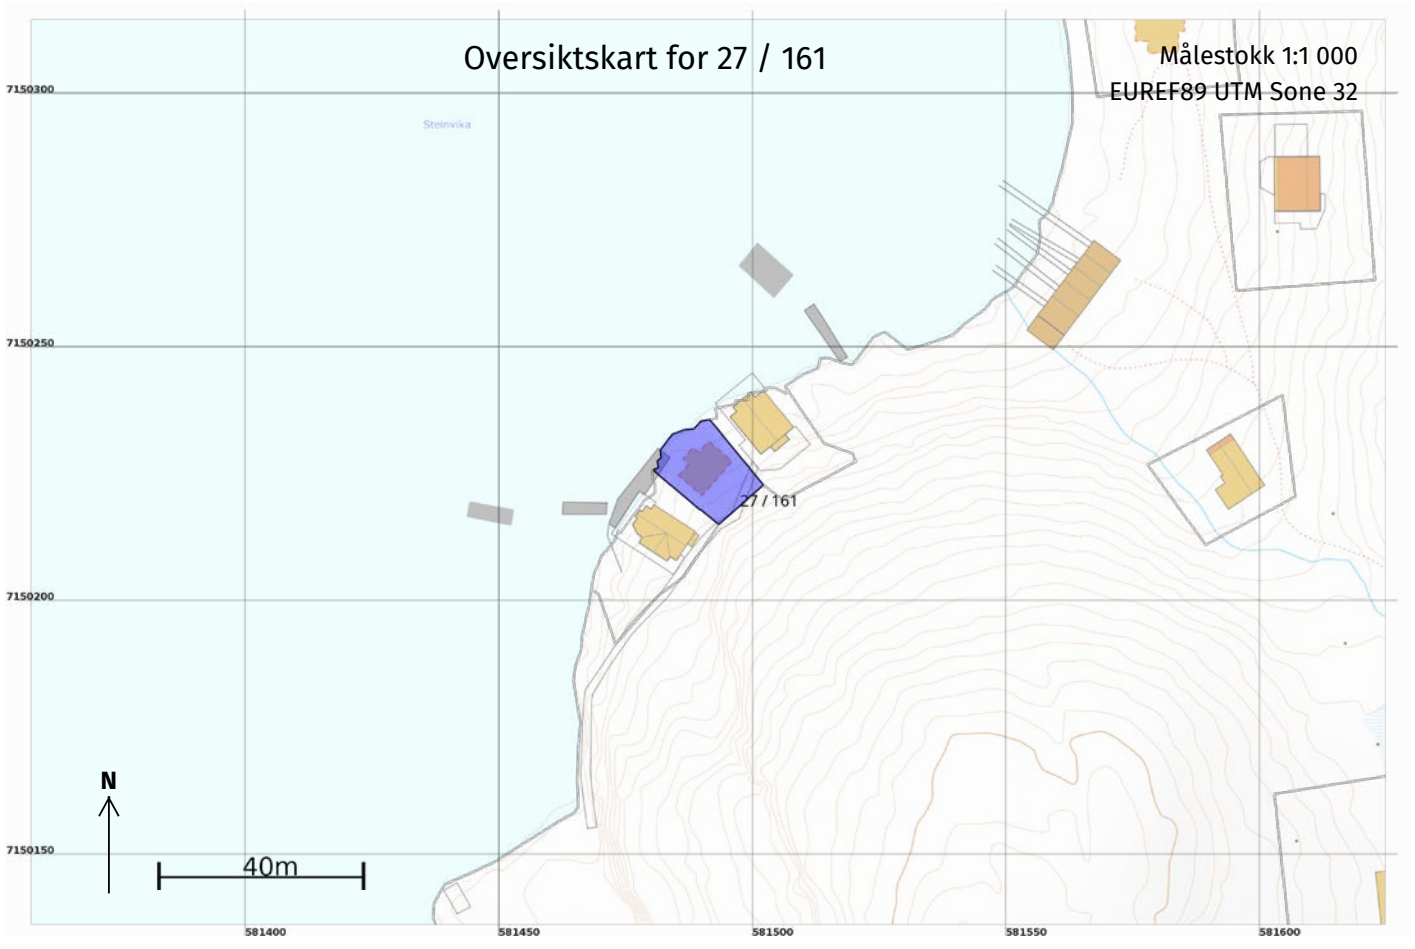 Oversiktskart for 27 / 161
Målestokk 1:1 000
EUREF89 UTM Sone 32
7150300
Steinvika
7150250
27 / 161
7150200
N
7150150
40m
581400
581450
581500
581550
581600